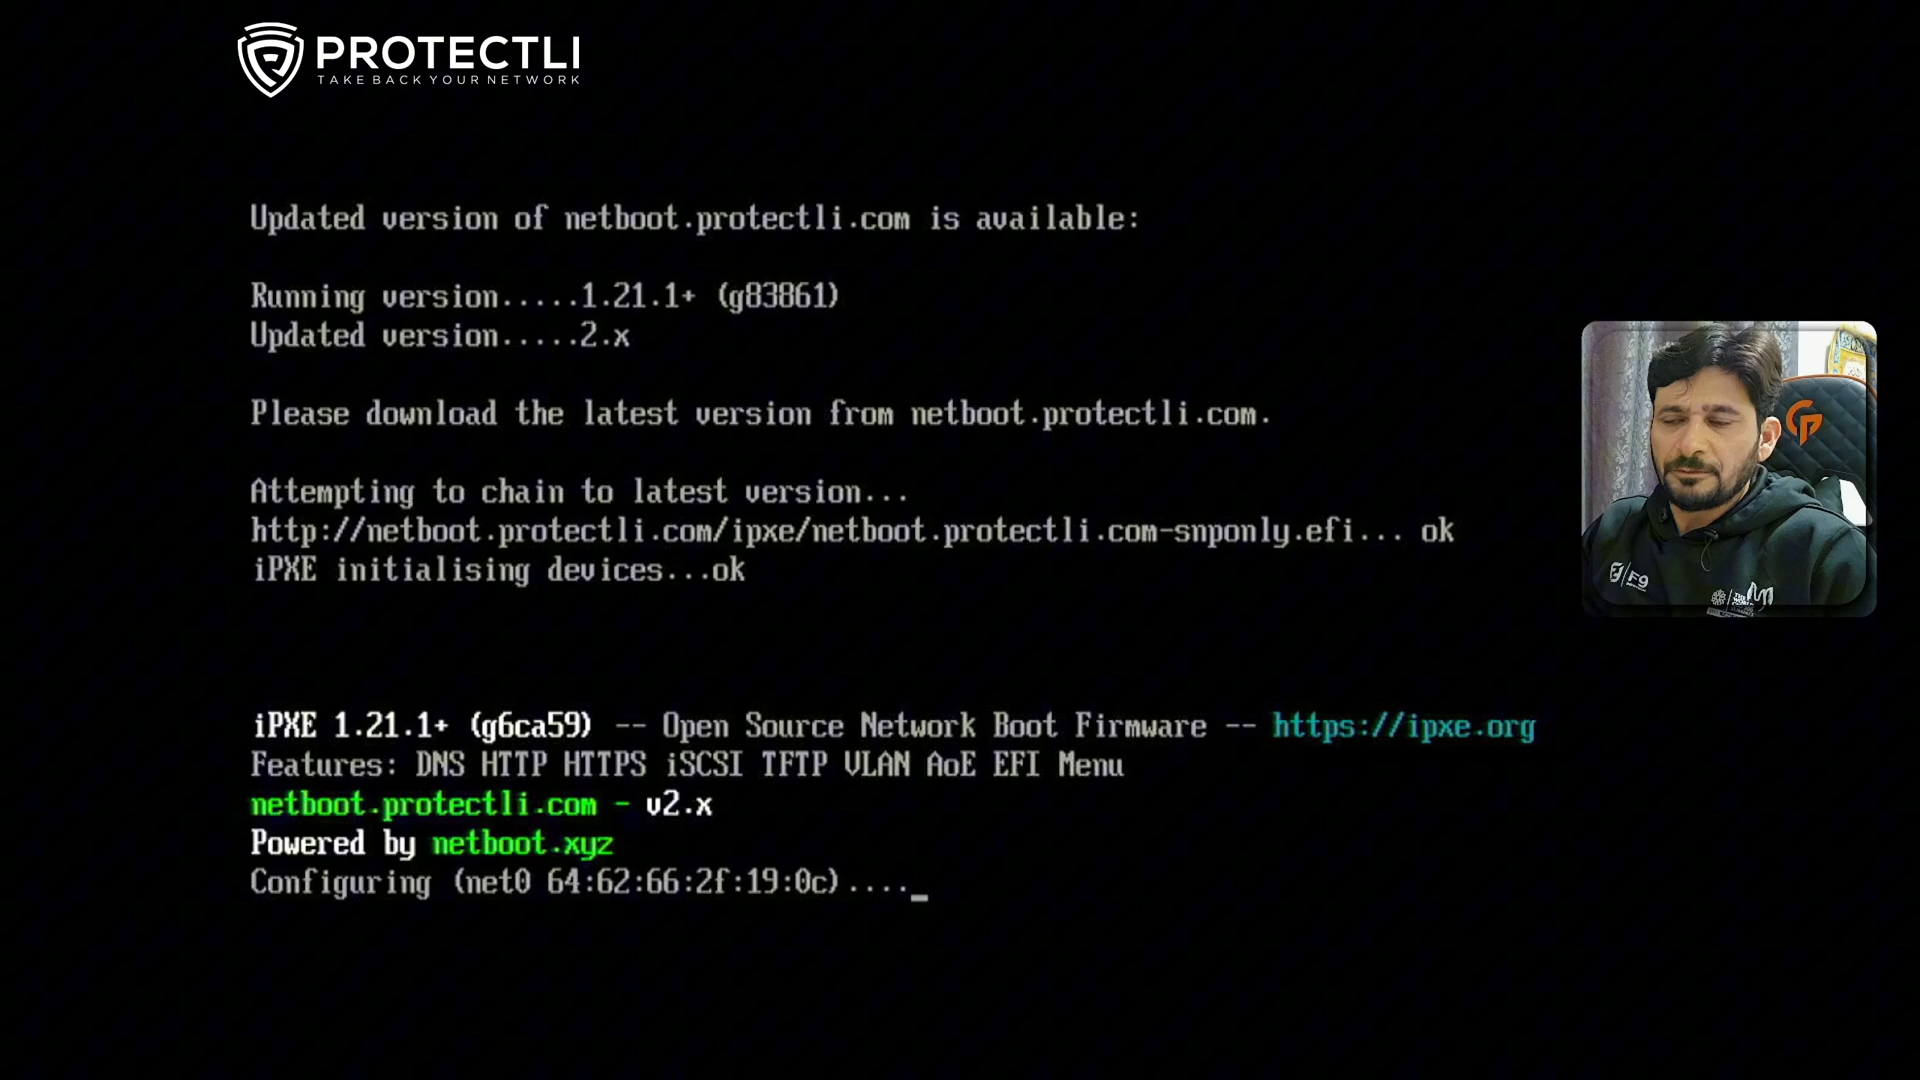 PROTECTLI
TAKE BACK YOUR NETWORK
Updated version of netboot.protectli.com is available:
Running version.....1.21.1+ (g83861)
Updated version.....2.x
Please download the latest version from netboot.protectli.com.
Attempting to chain to latest version...
http://netboot.protectli.com/ipxe/netboot.protectli.com-snponly.efi... ok
iPXE initialising devices...ok
iPXE 1.21.1+ (g6ca59) -- Open Source Network Boot Firmware -- https://ipxe.org
Features: DNS HTTP HTTPS iSCSI TFTP VLAN AoE EFI Menu
netboot.protectli.com - v2.x
Powered by netboot.xyz
Configuring (net0 64:62:66:2f:19:0c)....
F9